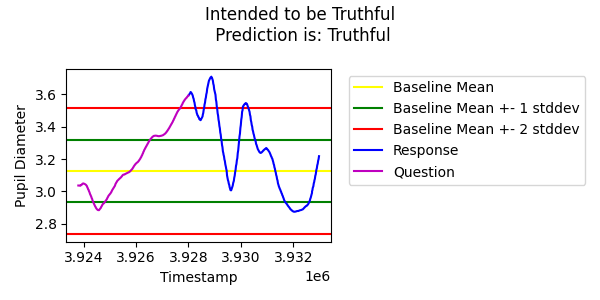 Intended to be Truthful
Prediction is: Truthful
Pupil Diameter
3.6
3.4
3.2
3.0
2.8
3.924 3.926 3.928 3.930 3.932
1e6
Timestamp
Baseline Mean
Baseline Mean +- 1 stddev
Baseline Mean +- 2 stddev
Response
Question